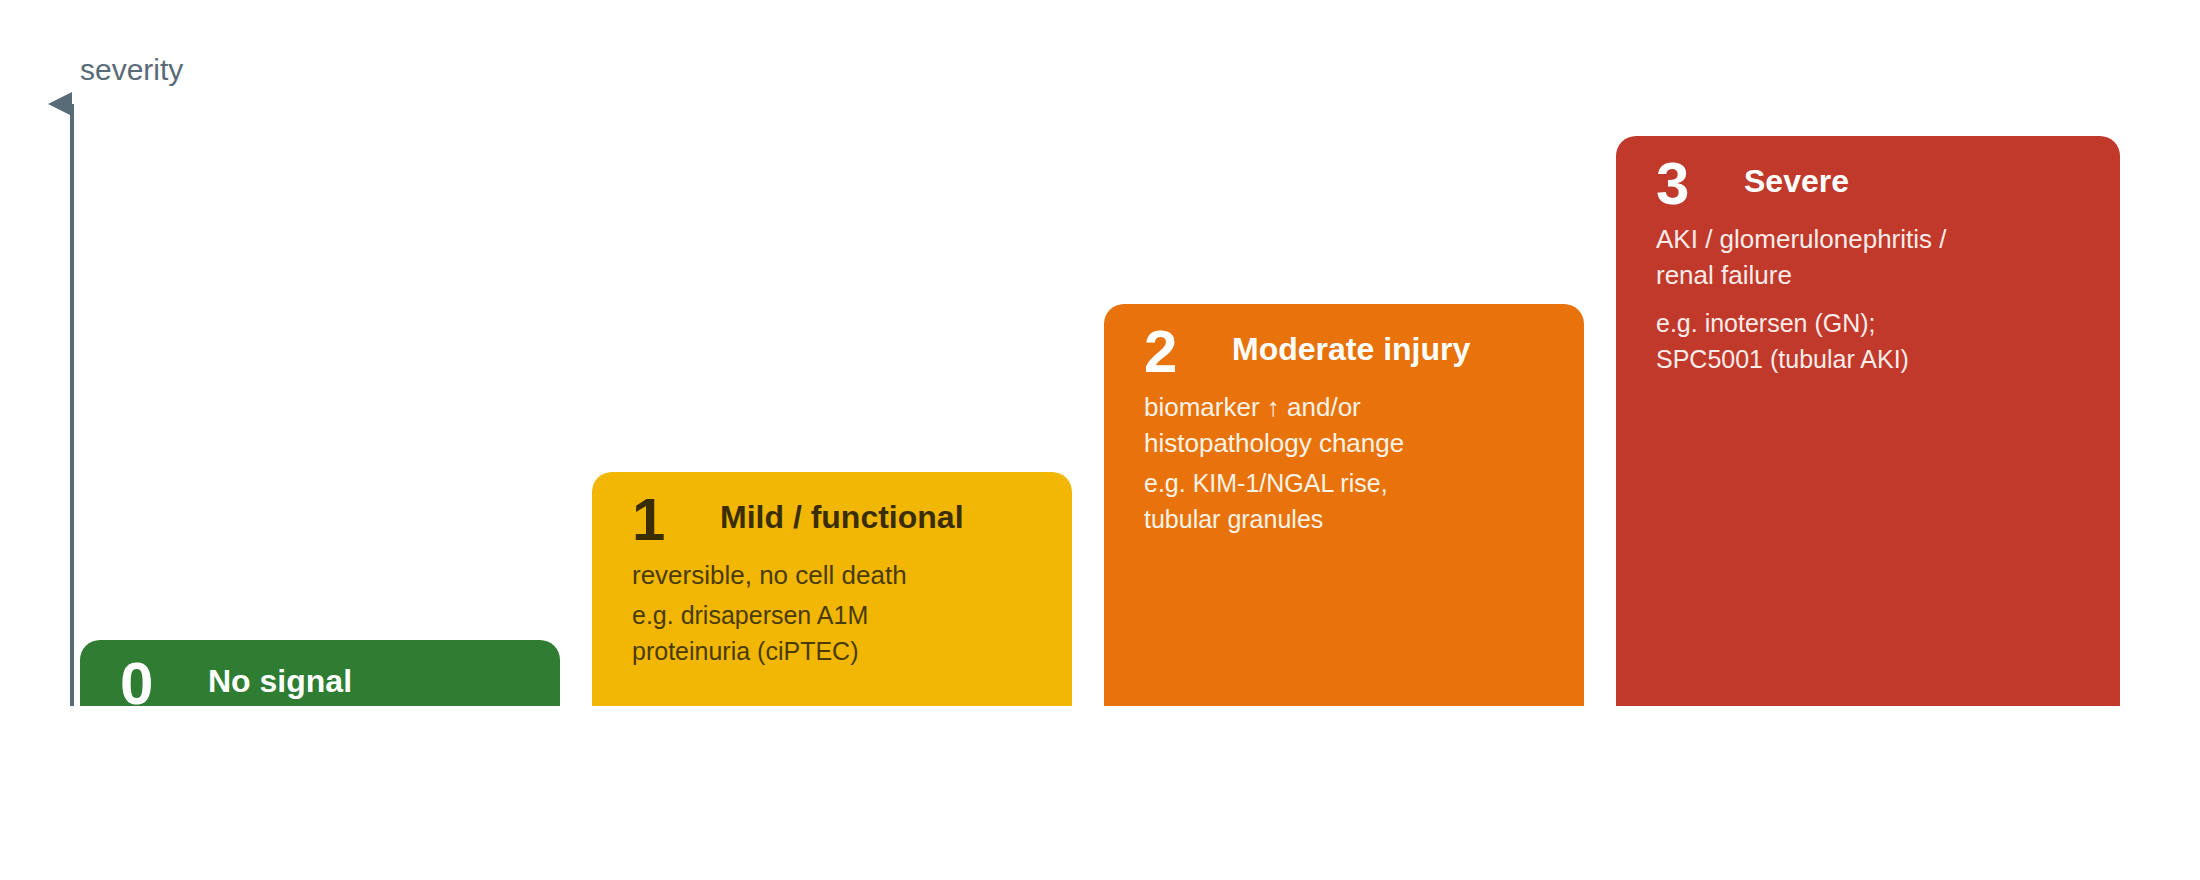 severity
3 Severe
AKI / glomerulonephritis /
renal failure
e.g. inotersen (GN);
SPC5001 (tubular AKI)
2 Moderate injury
biomarker ↑ and/or
histopathology change
e.g. KIM-1/NGAL rise,
tubular granules
1 Mild / functional
reversible, no cell death
e.g. drisapersen A1M
proteinuria (ciPTEC)
0 No signal